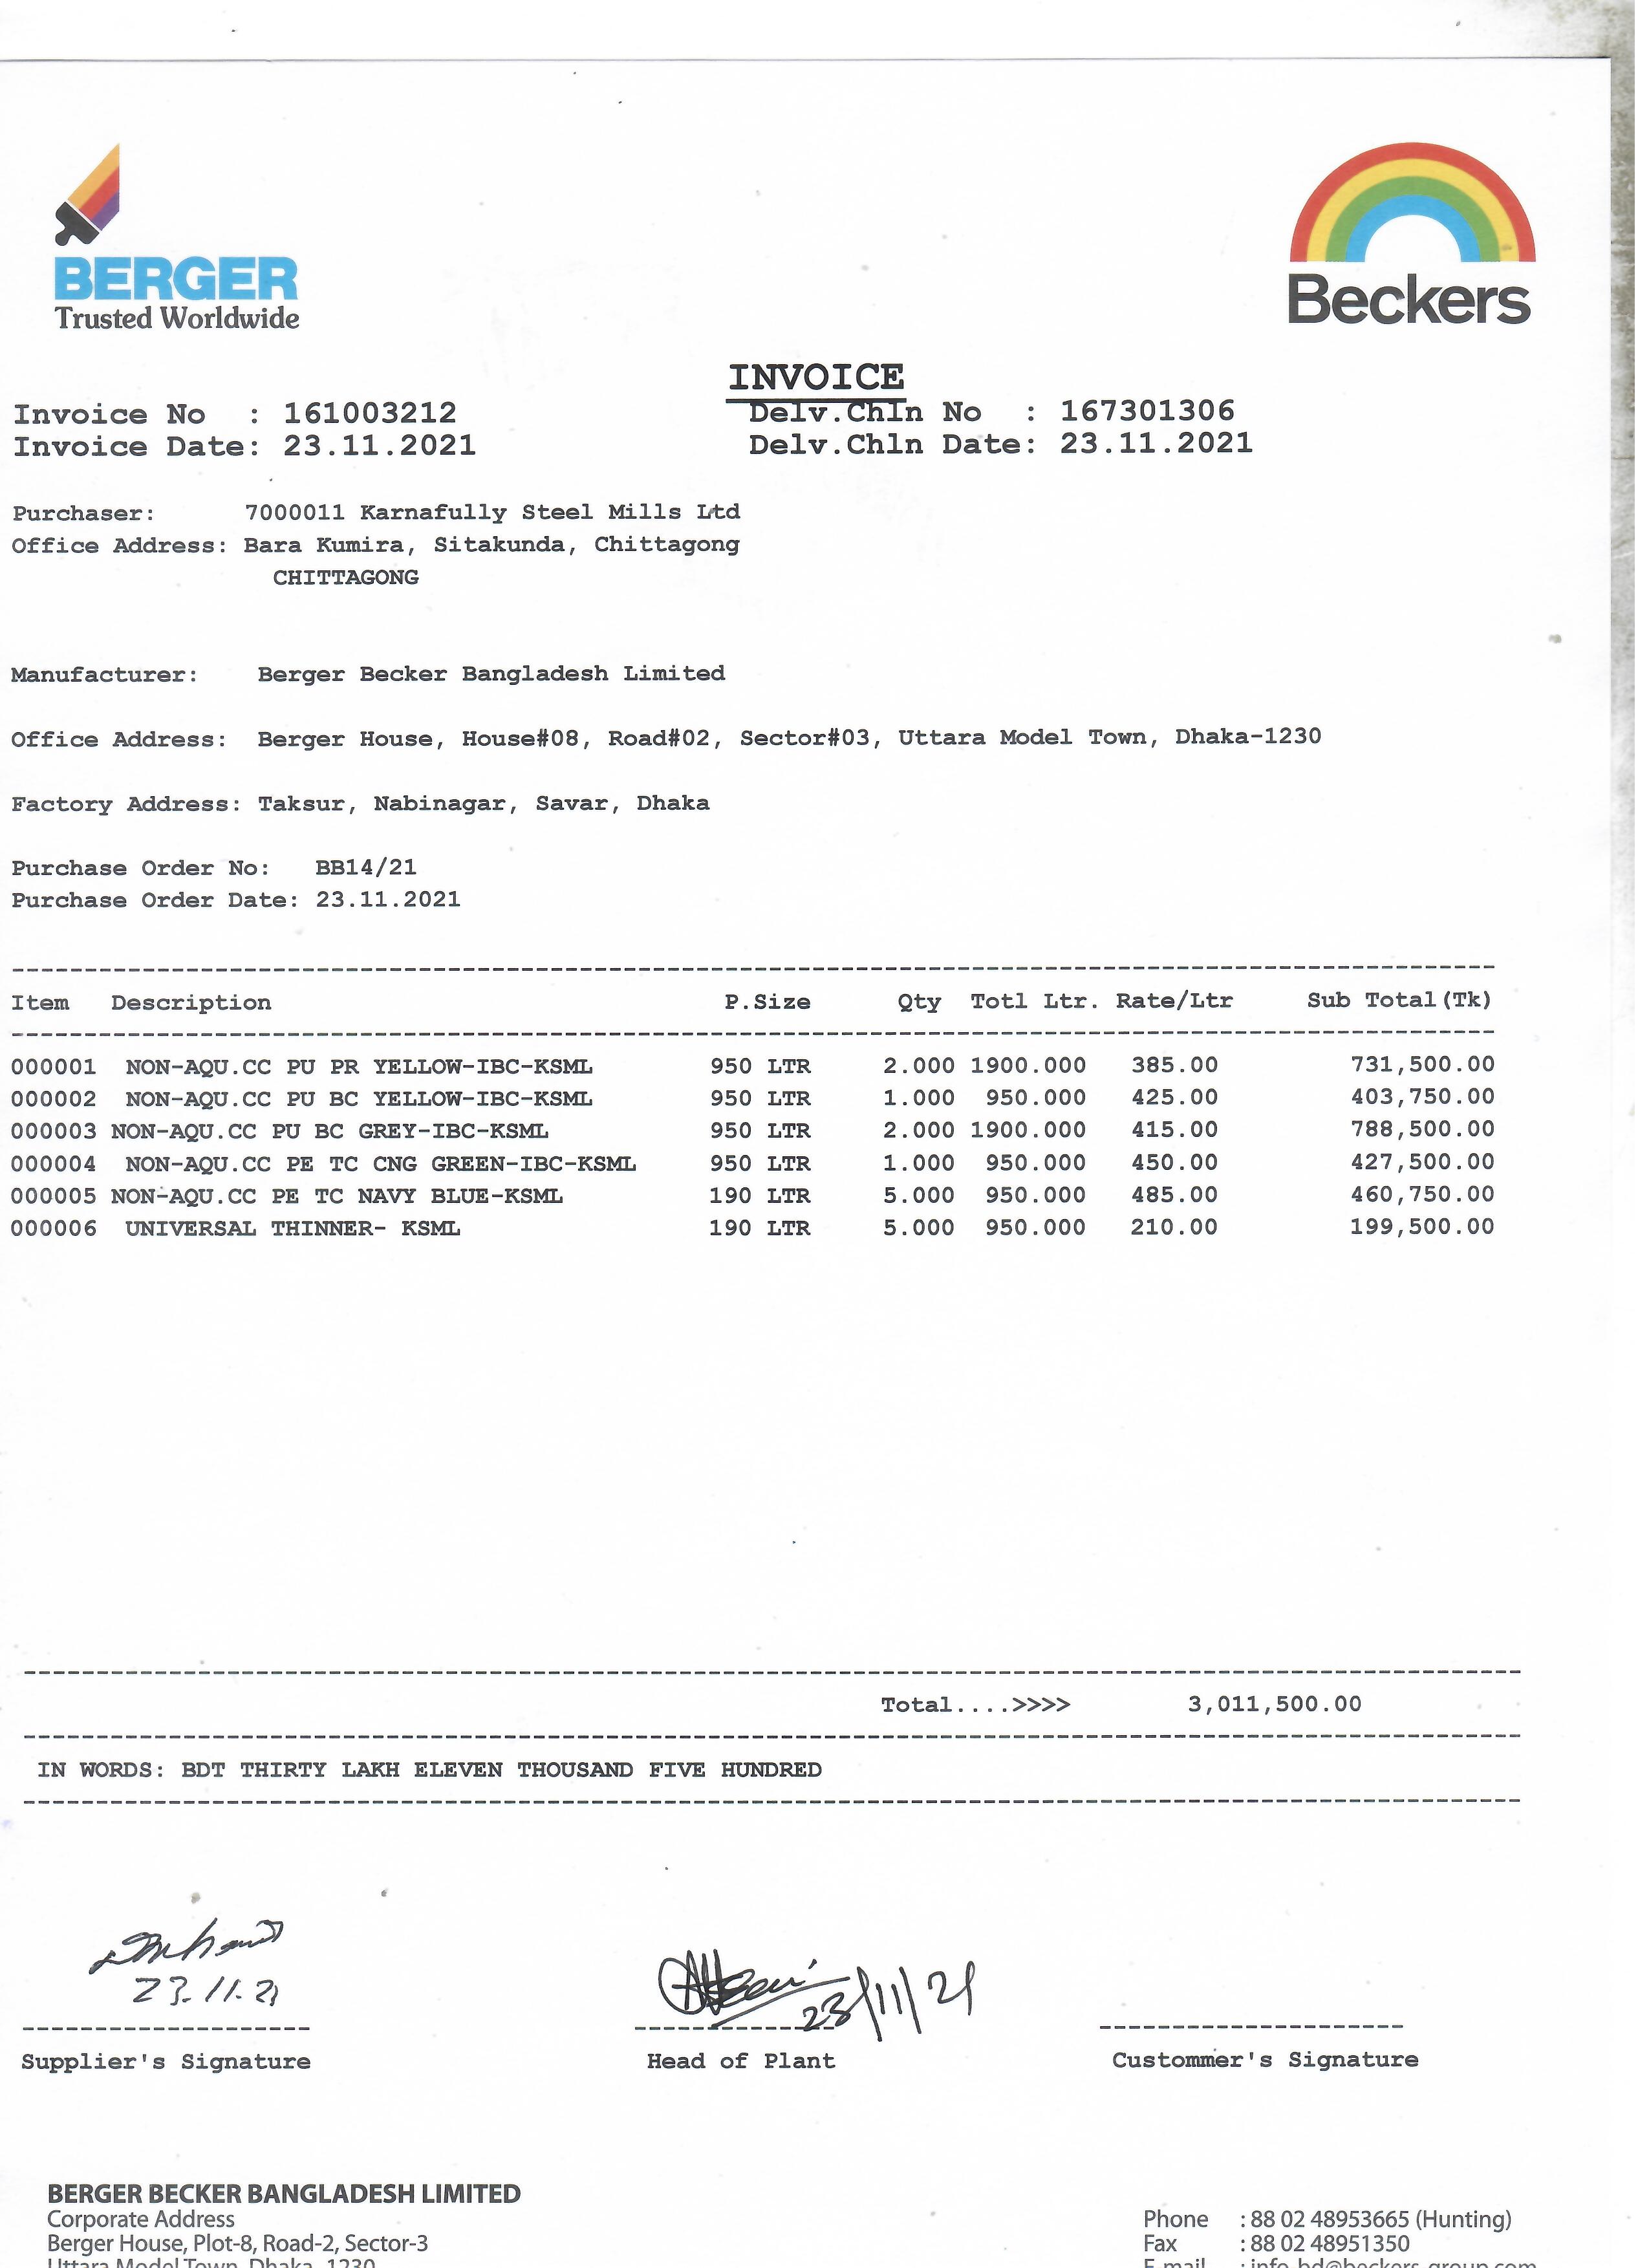 BERGER
Trusted Worldwide
Beckers
INVOICE
Invoice No : 161003212 Delv.Chln No : 167301306
Invoice Date: 23.11.2021 Delv.Chln Date: 23.11.2021
Purchaser: 7000011 Karnafully Steel Mills Ltd
Office Address: Bara Kumira, Sitakunda, Chittagong
CHITTAGONG
Manufacturer: Berger Becker Bangladesh Limited
Office Address: Berger House, House#08, Road#02, Sector#03, Uttara Model Town, Dhaka-1230
Factory Address: Taksur, Nabinagar, Savar, Dhaka
Purchase Order No: BB14/21
Purchase Order Date: 23.11.2021
Item Description P.Size Qty Totl Ltr. Rate/Ltr Sub Total(Tk)
000001 NON-AQU.CC PU PR YELLOW-IBC-KSML 950 LTR 2.000 1900.000 385.00 731,500.00
000002 NON-AQU.CC PU BC YELLOW-IBC-KSML 950 LTR 1.000 950.000 425.00 403,750.00
000003 NON-AQU.CC PU BC GREY-IBC-KSML 950 LTR 2.000 1900.000 415.00 788,500.00
000004 NON-AQU.CC PE TC CNG GREEN-IBC-KSML 950 LTR 1.000 950.000 450.00 427,500.00
000005 NON-AQU.CC PE TC NAVY BLUE-KSML 190 LTR 5.000 950.000 485.00 460,750.00
000006 UNIVERSAL THINNER- KSML 190 LTR 5.000 950.000 210.00 199,500.00
Total....>>>> 3,011,500.00
IN WORDS: BDT THIRTY LAKH ELEVEN THOUSAND FIVE HUNDRED
23.11.21 23/11/21
Supplier's Signature Head of Plant Custommer's Signature
BERGER BECKER BANGLADESH LIMITED
Corporate Address
Berger House, Plot-8, Road-2, Sector-3
Uttara Model Town, Dhaka-1230
Phone : 88 02 48953665 (Hunting)
Fax : 88 02 48951350
E-mail : info-bd@beckers-group.com